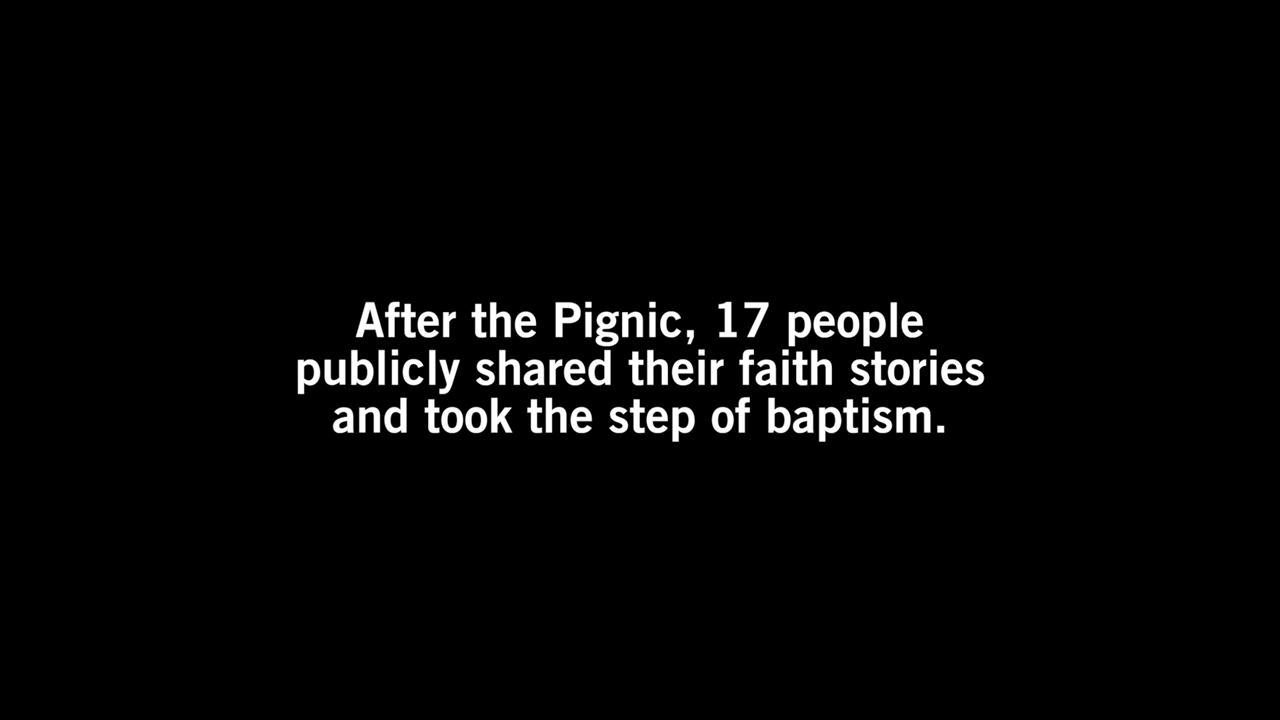 After the Pignic, 17 people
publicly shared their faith stories
and took the step of baptism.